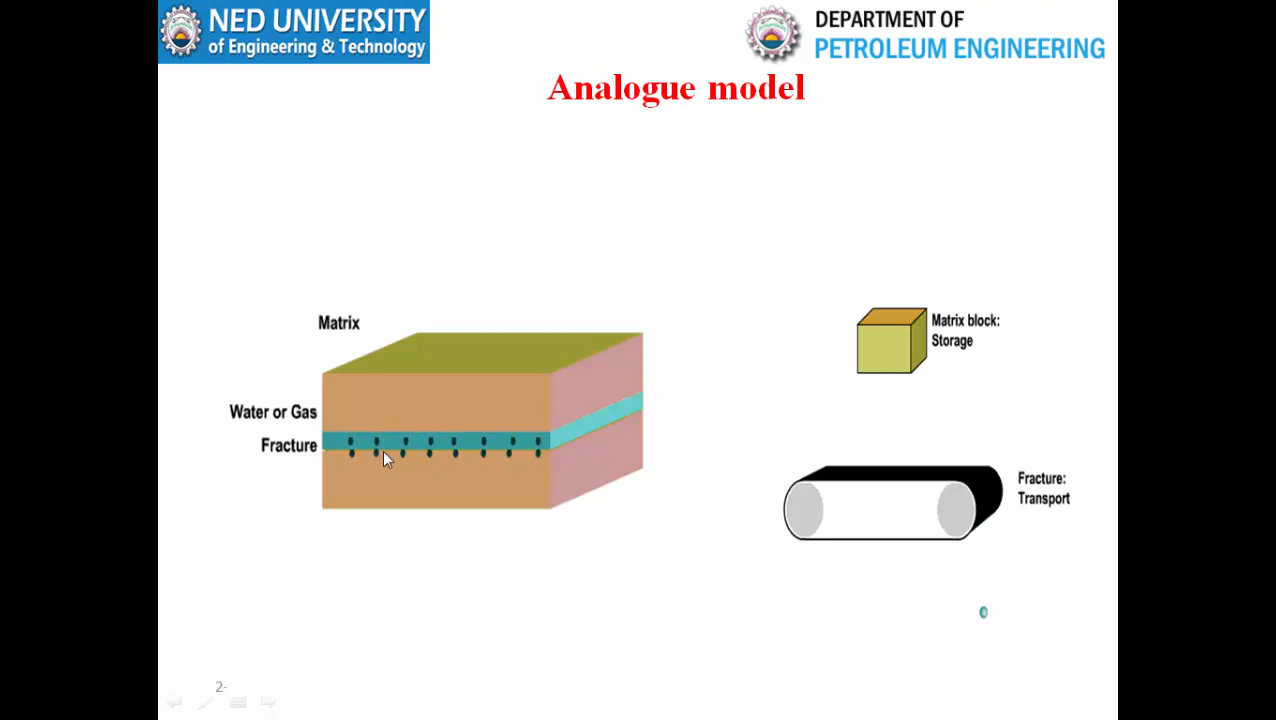 NED UNIVERSITY
of Engineering & Technology
DEPARTMENT OF
PETROLEUM ENGINEERING
Analogue model
Matrix
Water or Gas
Fracture
Matrix block:
Storage
Fracture:
Transport
2-